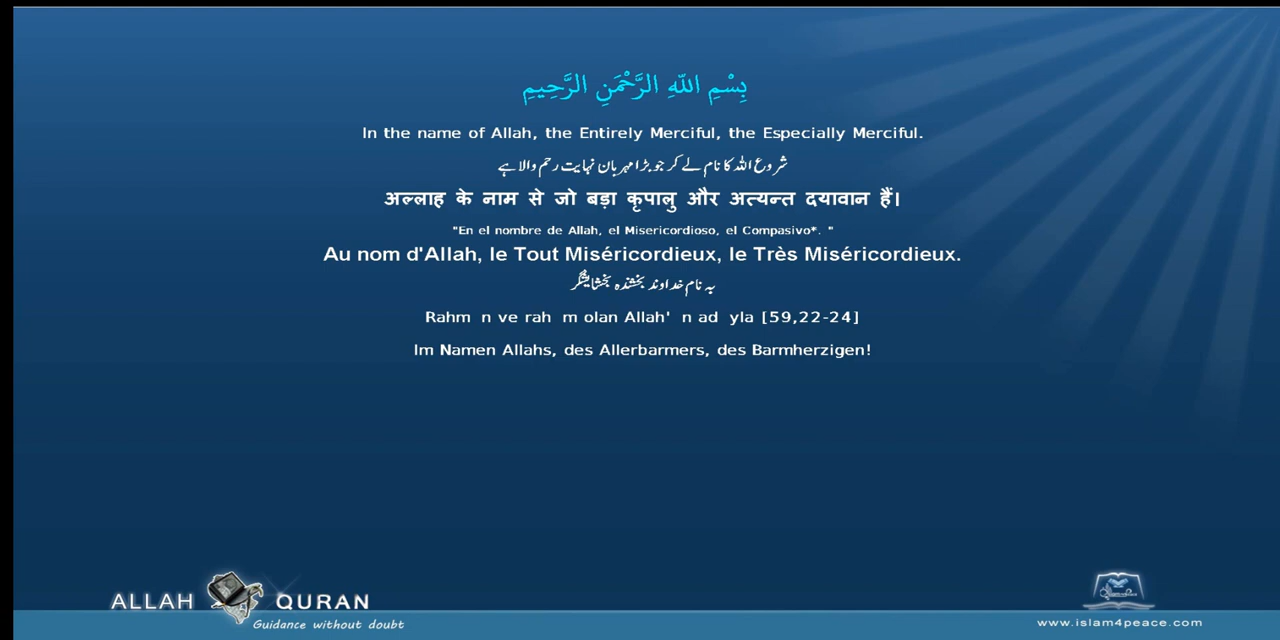 بِسْمِ اللّٰهِ الرَّحْمَنِ الرَّحِيمِ
In the name of Allah, the Entirely Merciful, the Especially Merciful.
شروع اللہ کا نام لے کر جو بڑا مہربان نہایت رحم والا ہے
अल्लाह के नाम से जो बड़ा कृपालु और अत्यन्त दयावान हैं।
"En el nombre de Allah, el Misericordioso, el Compasivo*. "
Au nom d'Allah, le Tout Miséricordieux, le Très Miséricordieux.
به نام خداوند بخشنده بخشایشگر
Rahm n ve rah m olan Allah' n ad yla [59,22-24]
Im Namen Allahs, des Allerbarmers, des Barmherzigen!
ALLAH QURAN
Guidance without doubt
www.islam4peace.com